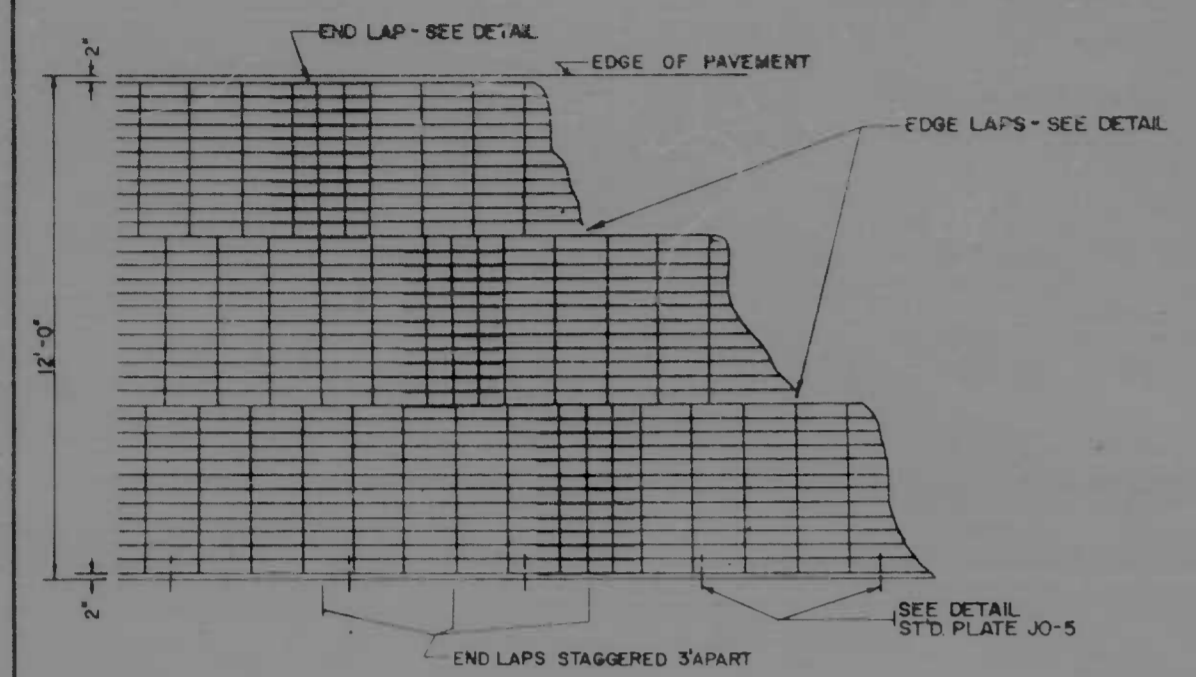 END LAP - SEE DETAIL
2"
EDGE OF PAVEMENT
EDGE LAPS - SEE DETAIL
12'-0"
2"
SEE DETAIL
ST'D. PLATE JO-5
END LAPS STAGGERED 3' APART